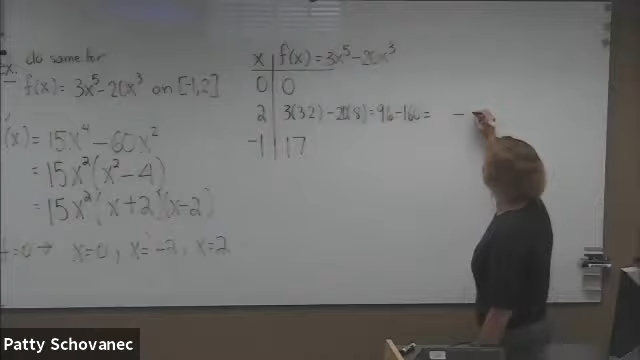 Ex. do same for
f(x) = 3x⁵ - 20x³ on [-1,2]
f'(x) = 15x⁴ - 60x²
= 15x²(x² - 4)
= 15x²(x+2)(x-2)
f'=0 → x=0, x=-2, x=2
x | f(x) = 3x⁵ - 20x³
0 | 0
2 | 3(32) - 20(8) = 96 - 160 = -
-1 | 17
Patty Schovanec